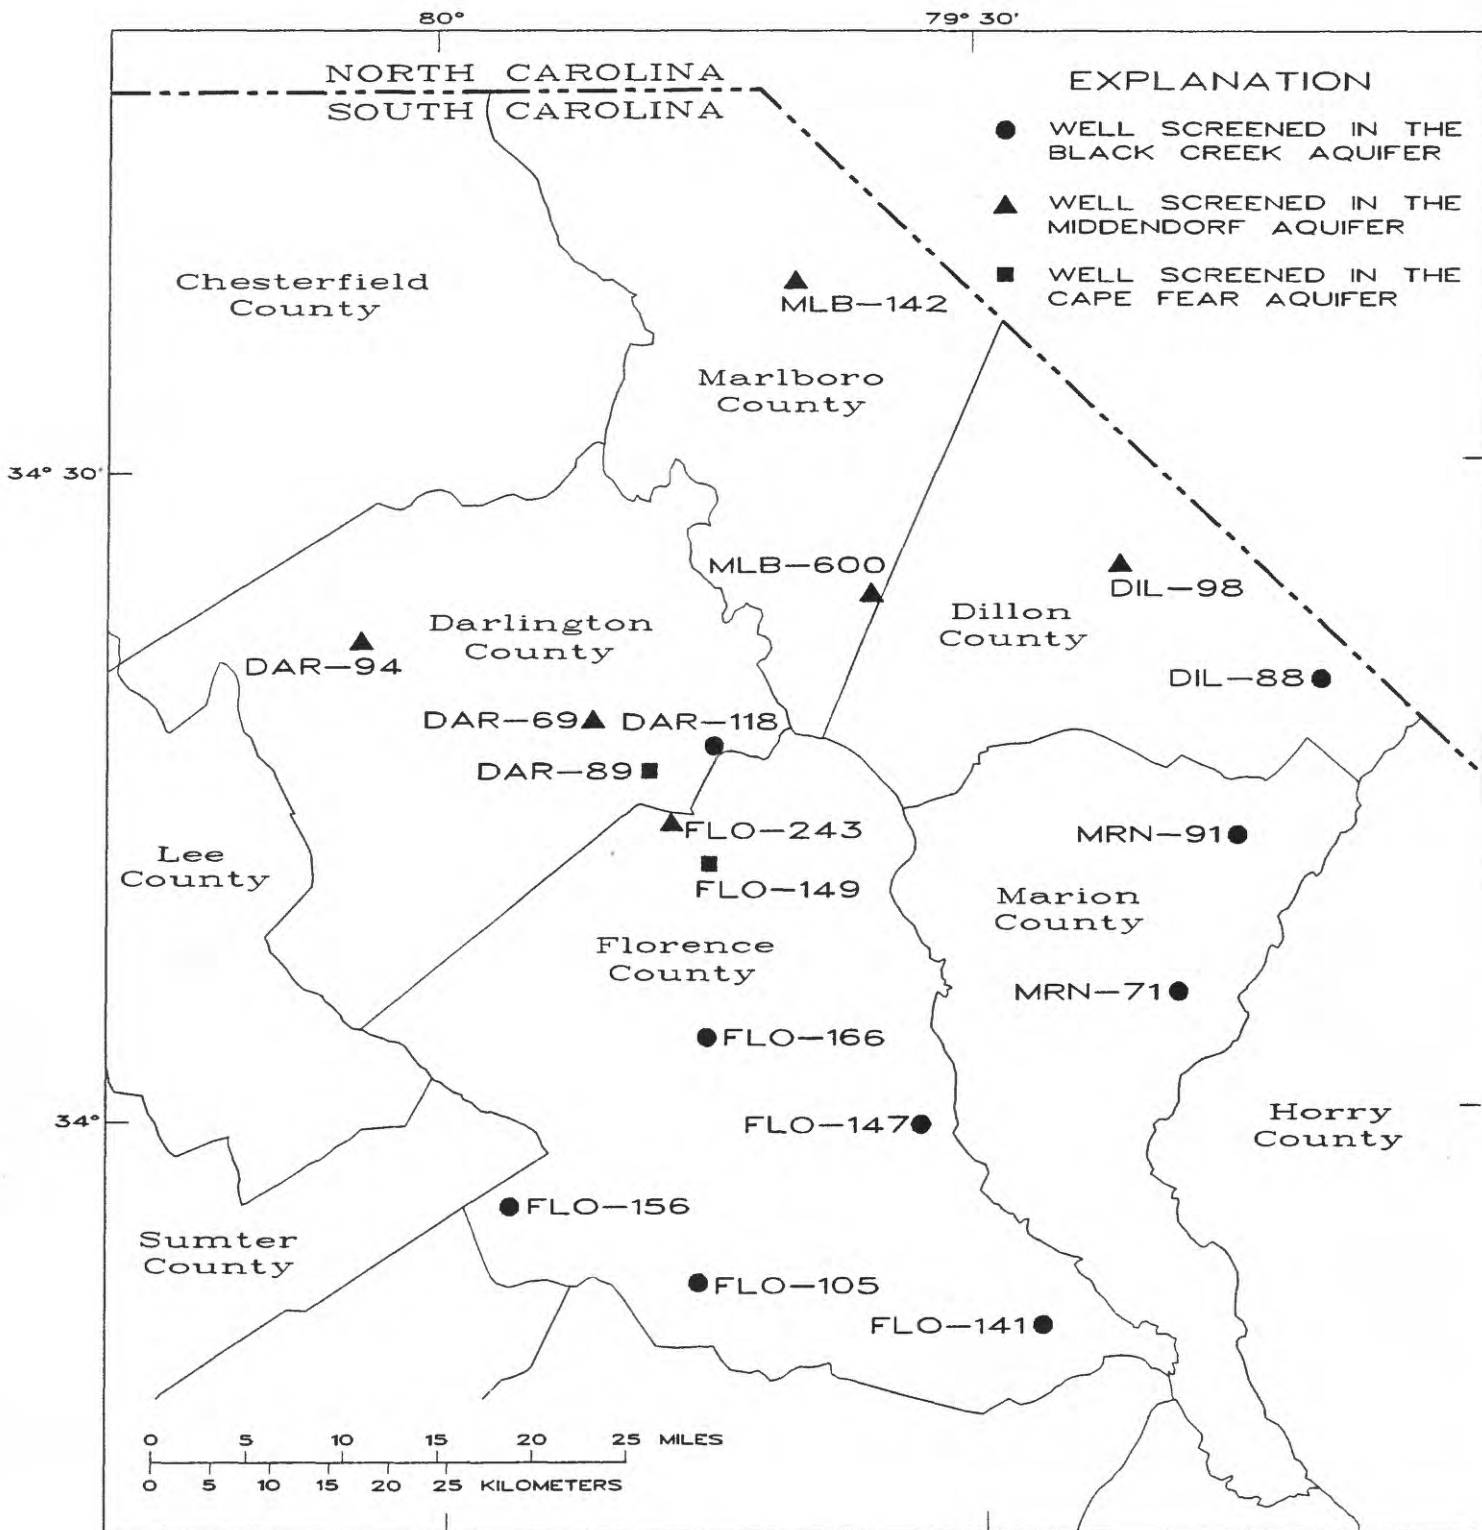 80° 79° 30'
NORTH CAROLINA
SOUTH CAROLINA
EXPLANATION
WELL SCREENED IN THE
BLACK CREEK AQUIFER
WELL SCREENED IN THE
MIDDENDORF AQUIFER
WELL SCREENED IN THE
CAPE FEAR AQUIFER
Chesterfield
County
MLB-142
Marlboro
County
34° 30'
MLB-600
DIL-98
Dillon
County
Darlington
County
DAR-94
DIL-88
DAR-69 DAR-118
DAR-89
FLO-243
MRN-91
Lee
County
FLO-149
Marion
County
Florence
County
MRN-71
FLO-166
34°
FLO-147
Horry
County
FLO-156
Sumter
County
FLO-105
FLO-141
0 5 10 15 20 25 MILES
0 5 10 15 20 25 KILOMETERS